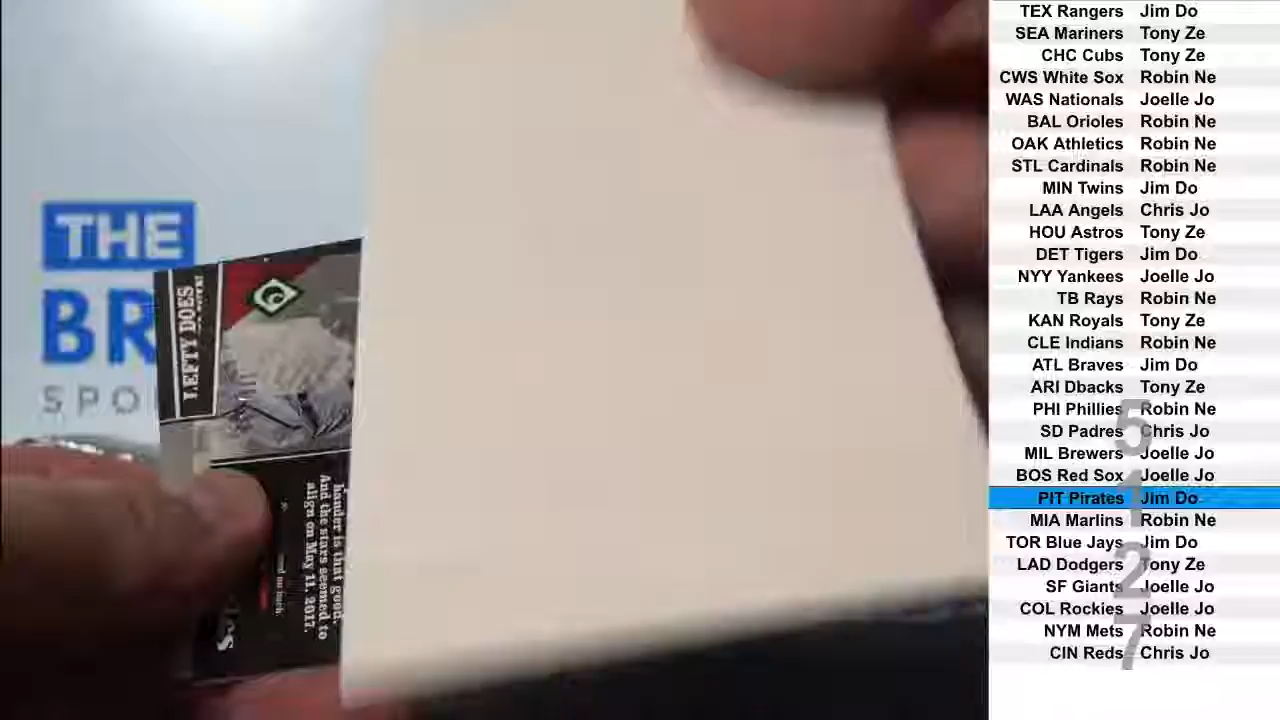 THE
BR
SPO
LEFTY DOES
hander is that good.
And the stars seemed to
align on May 11, 2017.
TEX Rangers Jim Do
SEA Mariners Tony Ze
CHC Cubs Tony Ze
CWS White Sox Robin Ne
WAS Nationals Joelle Jo
BAL Orioles Robin Ne
OAK Athletics Robin Ne
STL Cardinals Robin Ne
MIN Twins Jim Do
LAA Angels Chris Jo
HOU Astros Tony Ze
DET Tigers Jim Do
NYY Yankees Joelle Jo
TB Rays Robin Ne
KAN Royals Tony Ze
CLE Indians Robin Ne
ATL Braves Jim Do
ARI Dbacks Tony Ze
PHI Phillies Robin Ne
SD Padres Chris Jo
MIL Brewers Joelle Jo
BOS Red Sox Joelle Jo
PIT Pirates Jim Do
MIA Marlins Robin Ne
TOR Blue Jays Jim Do
LAD Dodgers Tony Ze
SF Giants Joelle Jo
COL Rockies Joelle Jo
NYM Mets Robin Ne
CIN Reds Chris Jo
5
1
2
7